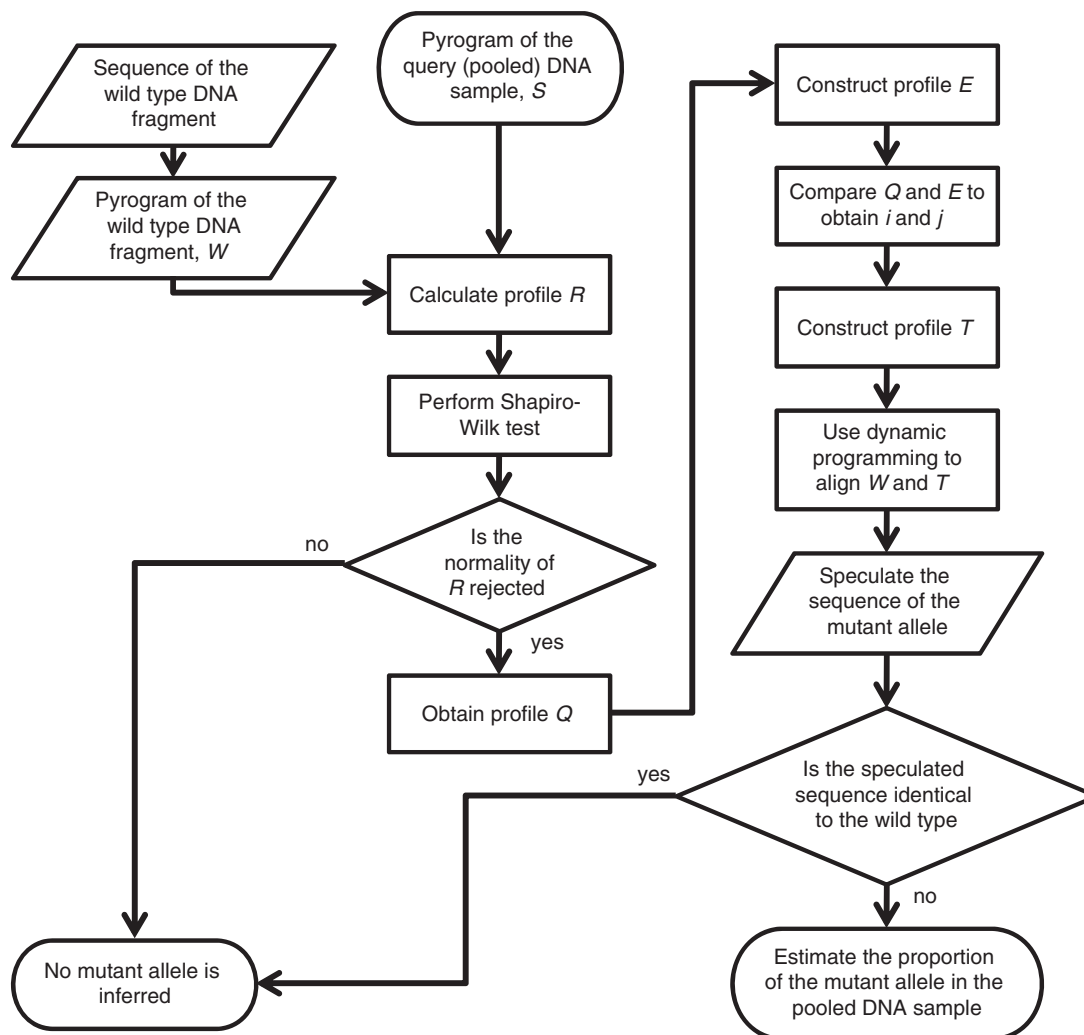 Sequence of the
wild type DNA
fragment
Pyrogram of the
wild type DNA
fragment, W
Pyrogram of the
query (pooled) DNA
sample, S
Calculate profile R
Perform Shapiro-
Wilk test
Is the
normality of
R rejected
no
yes
Obtain profile Q
Construct profile E
Compare Q and E to
obtain i and j
Construct profile T
Use dynamic
programming to
align W and T
Speculate the
sequence of the
mutant allele
Is the speculated
sequence identical
to the wild type
yes
no
No mutant allele is
inferred
Estimate the proportion
of the mutant allele in the
pooled DNA sample